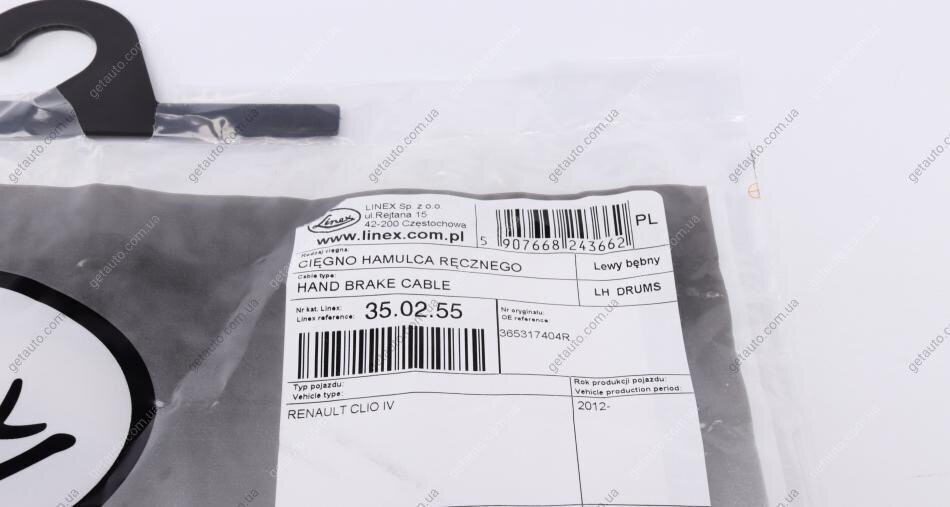 LINEX Sp. z o.o.
ul.Rejtana 15
42-200 Czestochowa
Linex
www.linex.com.pl
5 907668 243662
PL
Rodzaj cięgna:
CIĘGNO HAMULCA RĘCZNEGO
Lewy bębny
Cable type:
HAND BRAKE CABLE
LH DRUMS
Nr kat. Linex:
Linex reference:
35.02.55
Nr oryginału:
OE reference:
365317404R
Typ pojazdu:
Vehicle type:
Rok produkcji pojazdu:
Vehicle production period:
RENAULT CLIO IV
2012-
getauto.com.ua